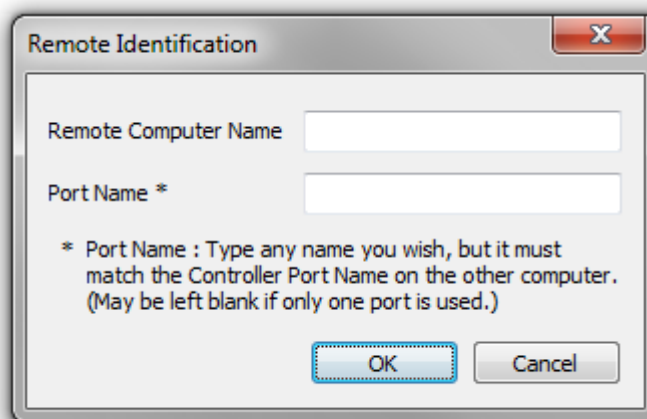 Remote Identification
Remote Computer Name
Port Name *
* Port Name : Type any name you wish, but it must
match the Controller Port Name on the other computer.
(May be left blank if only one port is used.)
OK Cancel